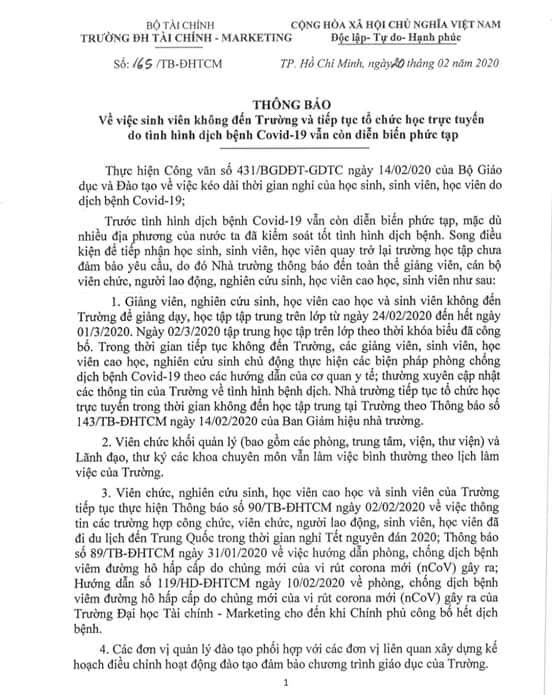 BỘ TÀI CHÍNH
TRƯỜNG ĐH TÀI CHÍNH - MARKETING
CỘNG HÒA XÃ HỘI CHỦ NGHĨA VIỆT NAM
Độc lập- Tự do- Hạnh phúc
Số: 165 /TB-ĐHTCM
TP. Hồ Chí Minh, ngày 20 tháng 02 năm 2020
THÔNG BÁO
Về việc sinh viên không đến Trường và tiếp tục tổ chức học trực tuyến
do tình hình dịch bệnh Covid-19 vẫn còn diễn biến phức tạp
Thực hiện Công văn số 431/BGDĐT-GDTC ngày 14/02/2020 của Bộ Giáo
dục và Đào tạo về việc kéo dài thời gian nghỉ của học sinh, sinh viên, học viên do
dịch bệnh Covid-19;
Trước tình hình dịch bệnh Covid-19 vẫn còn diễn biến phức tạp, mặc dù
nhiều địa phương của nước ta đã kiểm soát tốt tình hình dịch bệnh. Song điều
kiện để tiếp nhận học sinh, sinh viên, học viên quay trở lại trường học tập chưa
đảm bảo yêu cầu, do đó Nhà trường thông báo đến toàn thể giảng viên, cán bộ
viên chức, người lao động, nghiên cứu sinh, học viên cao học, sinh viên như sau:
1. Giảng viên, nghiên cứu sinh, học viên cao học và sinh viên không đến
Trường để giảng dạy, học tập tập trung trên lớp từ ngày 24/02/2020 đến hết ngày
01/3/2020. Ngày 02/3/2020 tập trung học tập trên lớp theo thời khóa biểu đã công
bố. Trong thời gian tiếp tục không đến Trường, các giảng viên, sinh viên, học
viên cao học, nghiên cứu sinh chủ động thực hiện các biện pháp phòng chống
dịch bệnh Covid-19 theo các hướng dẫn của cơ quan y tế; thường xuyên cập nhật
các thông tin của Trường về tình hình dịch bệnh. Nhà trường tiếp tục tổ chức học
trực tuyến trong thời gian không đến học tập trung tại Trường theo Thông báo số
143/TB-ĐHTCM ngày 14/02/2020 của Ban Giám hiệu nhà trường.
2. Viên chức khối quản lý (bao gồm các phòng, trung tâm, viện, thư viện) và
Lãnh đạo, thư ký các khoa chuyên môn vẫn làm việc bình thường theo lịch làm
việc của Trường.
3. Viên chức, nghiên cứu sinh, học viên cao học và sinh viên của Trường
tiếp tục thực hiện Thông báo số 90/TB-ĐHTCM ngày 02/02/2020 về việc thông
tin các trường hợp công chức, viên chức, người lao động, sinh viên, học viên đã
đi du lịch đến Trung Quốc trong thời gian nghỉ Tết nguyên đán 2020; Thông báo
số 89/TB-ĐHTCM ngày 31/01/2020 về việc hướng dẫn phòng, chống dịch bệnh
viêm đường hô hấp cấp do chủng mới của vi rút corona mới (nCoV) gây ra;
Hướng dẫn số 119/HD-ĐHTCM ngày 10/02/2020 về phòng, chống dịch bệnh
viêm đường hô hấp cấp do chủng mới của vi rút corona mới (nCoV) gây ra của
Trường Đại học Tài chính - Marketing cho đến khi Chính phủ công bố hết dịch
bệnh.
4. Các đơn vị quản lý đào tạo phối hợp với các đơn vị liên quan xây dựng kế
hoạch điều chỉnh hoạt động đào tạo đảm bảo chương trình giáo dục của Trường.
1